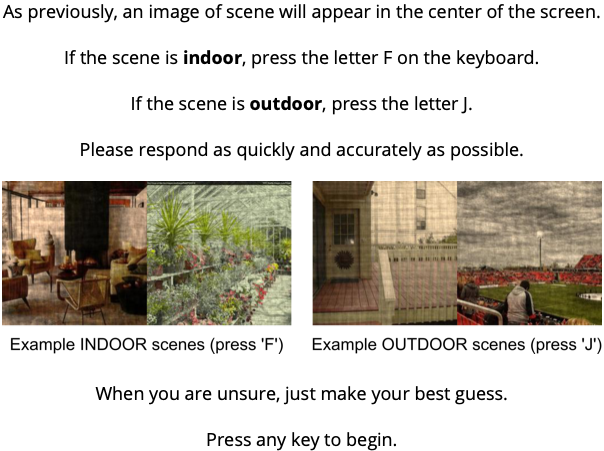 As previously, an image of scene will appear in the center of the screen.
If the scene is indoor, press the letter F on the keyboard.
If the scene is outdoor, press the letter J.
Please respond as quickly and accurately as possible.
Example INDOOR scenes (press 'F')
Example OUTDOOR scenes (press 'J')
When you are unsure, just make your best guess.
Press any key to begin.